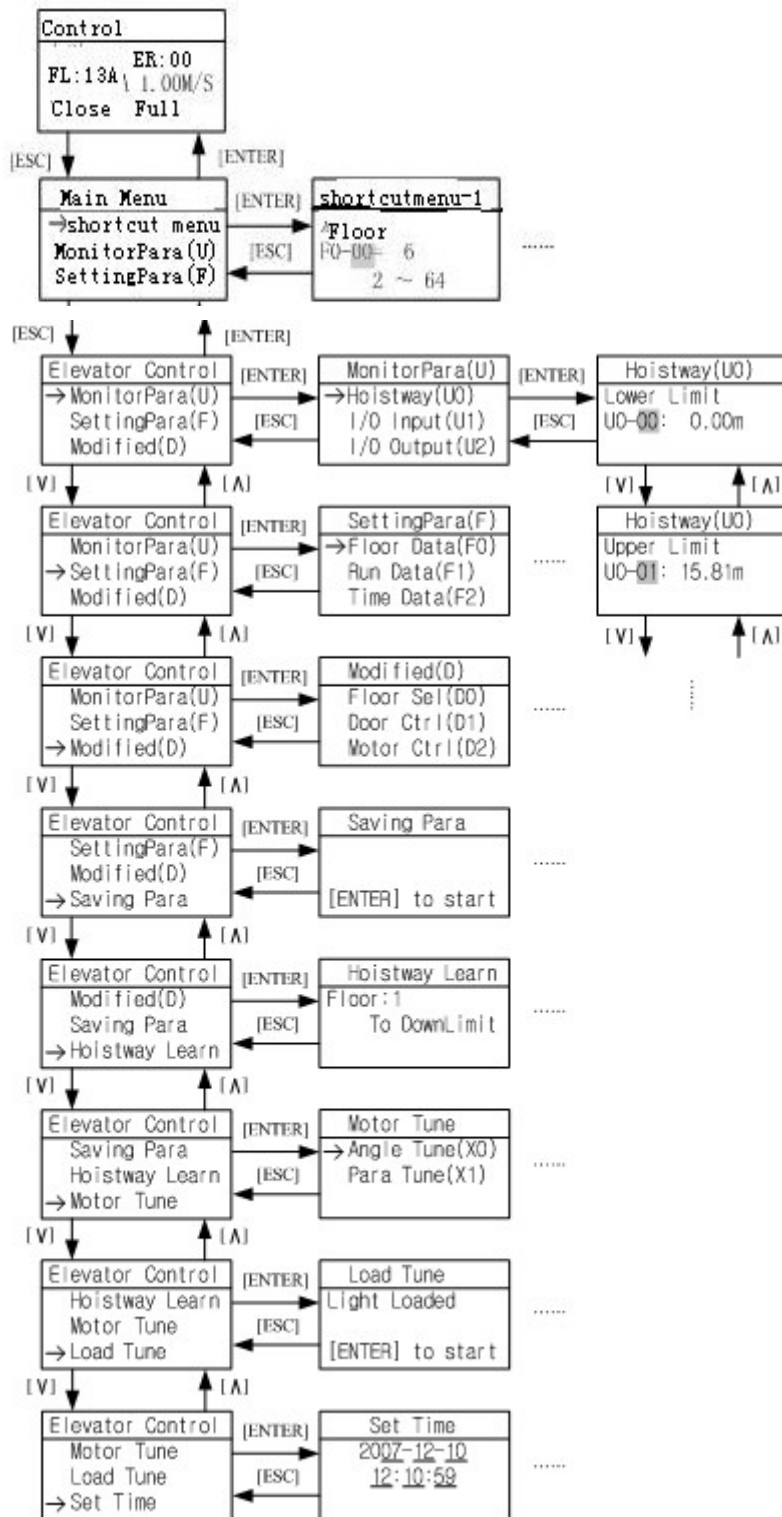 Control
ER:00
FL:13A 1.00M/S
Close Full
[ESC] [ENTER]
Main Menu [ENTER] shortcutmenu-1
→shortcut menu Floor
MonitorPara(U) [ESC] F0-00= 6 ......
SettingPara(F) 2 ~ 64
[ESC] [ENTER]
Elevator Control [ENTER] MonitorPara(U) [ENTER] Hoistway(U0)
→MonitorPara(U) →Hoistway(U0) Lower Limit
SettingPara(F) [ESC] I/O Input(U1) [ESC] U0-00: 0.00m
Modified(D) I/O Output(U2)
[V] [Λ] [V] [Λ]
Elevator Control [ENTER] SettingPara(F) Hoistway(U0)
MonitorPara(U) →Floor Data(F0) ...... Upper Limit
→SettingPara(F) [ESC] Run Data(F1) U0-01: 15.81m
Modified(D) Time Data(F2)
[V] [Λ] [V] [Λ]
Elevator Control [ENTER] Modified(D)
MonitorPara(U) Floor Sel(D0) ......
SettingPara(F) [ESC] Door Ctrl(D1)
→Modified(D) Motor Ctrl(D2)
[V] [Λ]
Elevator Control [ENTER] Saving Para
SettingPara(F)
Modified(D) [ESC] ......
→Saving Para [ENTER] to start
[V] [Λ]
Elevator Control [ENTER] Hoistway Learn
Modified(D) Floor:1 ......
Saving Para [ESC] To DownLimit
→Hoistway Learn
[V] [Λ]
Elevator Control [ENTER] Motor Tune
Saving Para →Angle Tune(X0) ......
Hoistway Learn [ESC] Para Tune(X1)
→Motor Tune
[V] [Λ]
Elevator Control [ENTER] Load Tune
Hoistway Learn Light Loaded ......
Motor Tune [ESC]
→Load Tune [ENTER] to start
[V] [Λ]
Elevator Control [ENTER] Set Time
Motor Tune 2007-12-10 ......
Load Tune [ESC] 12:10:59
→Set Time